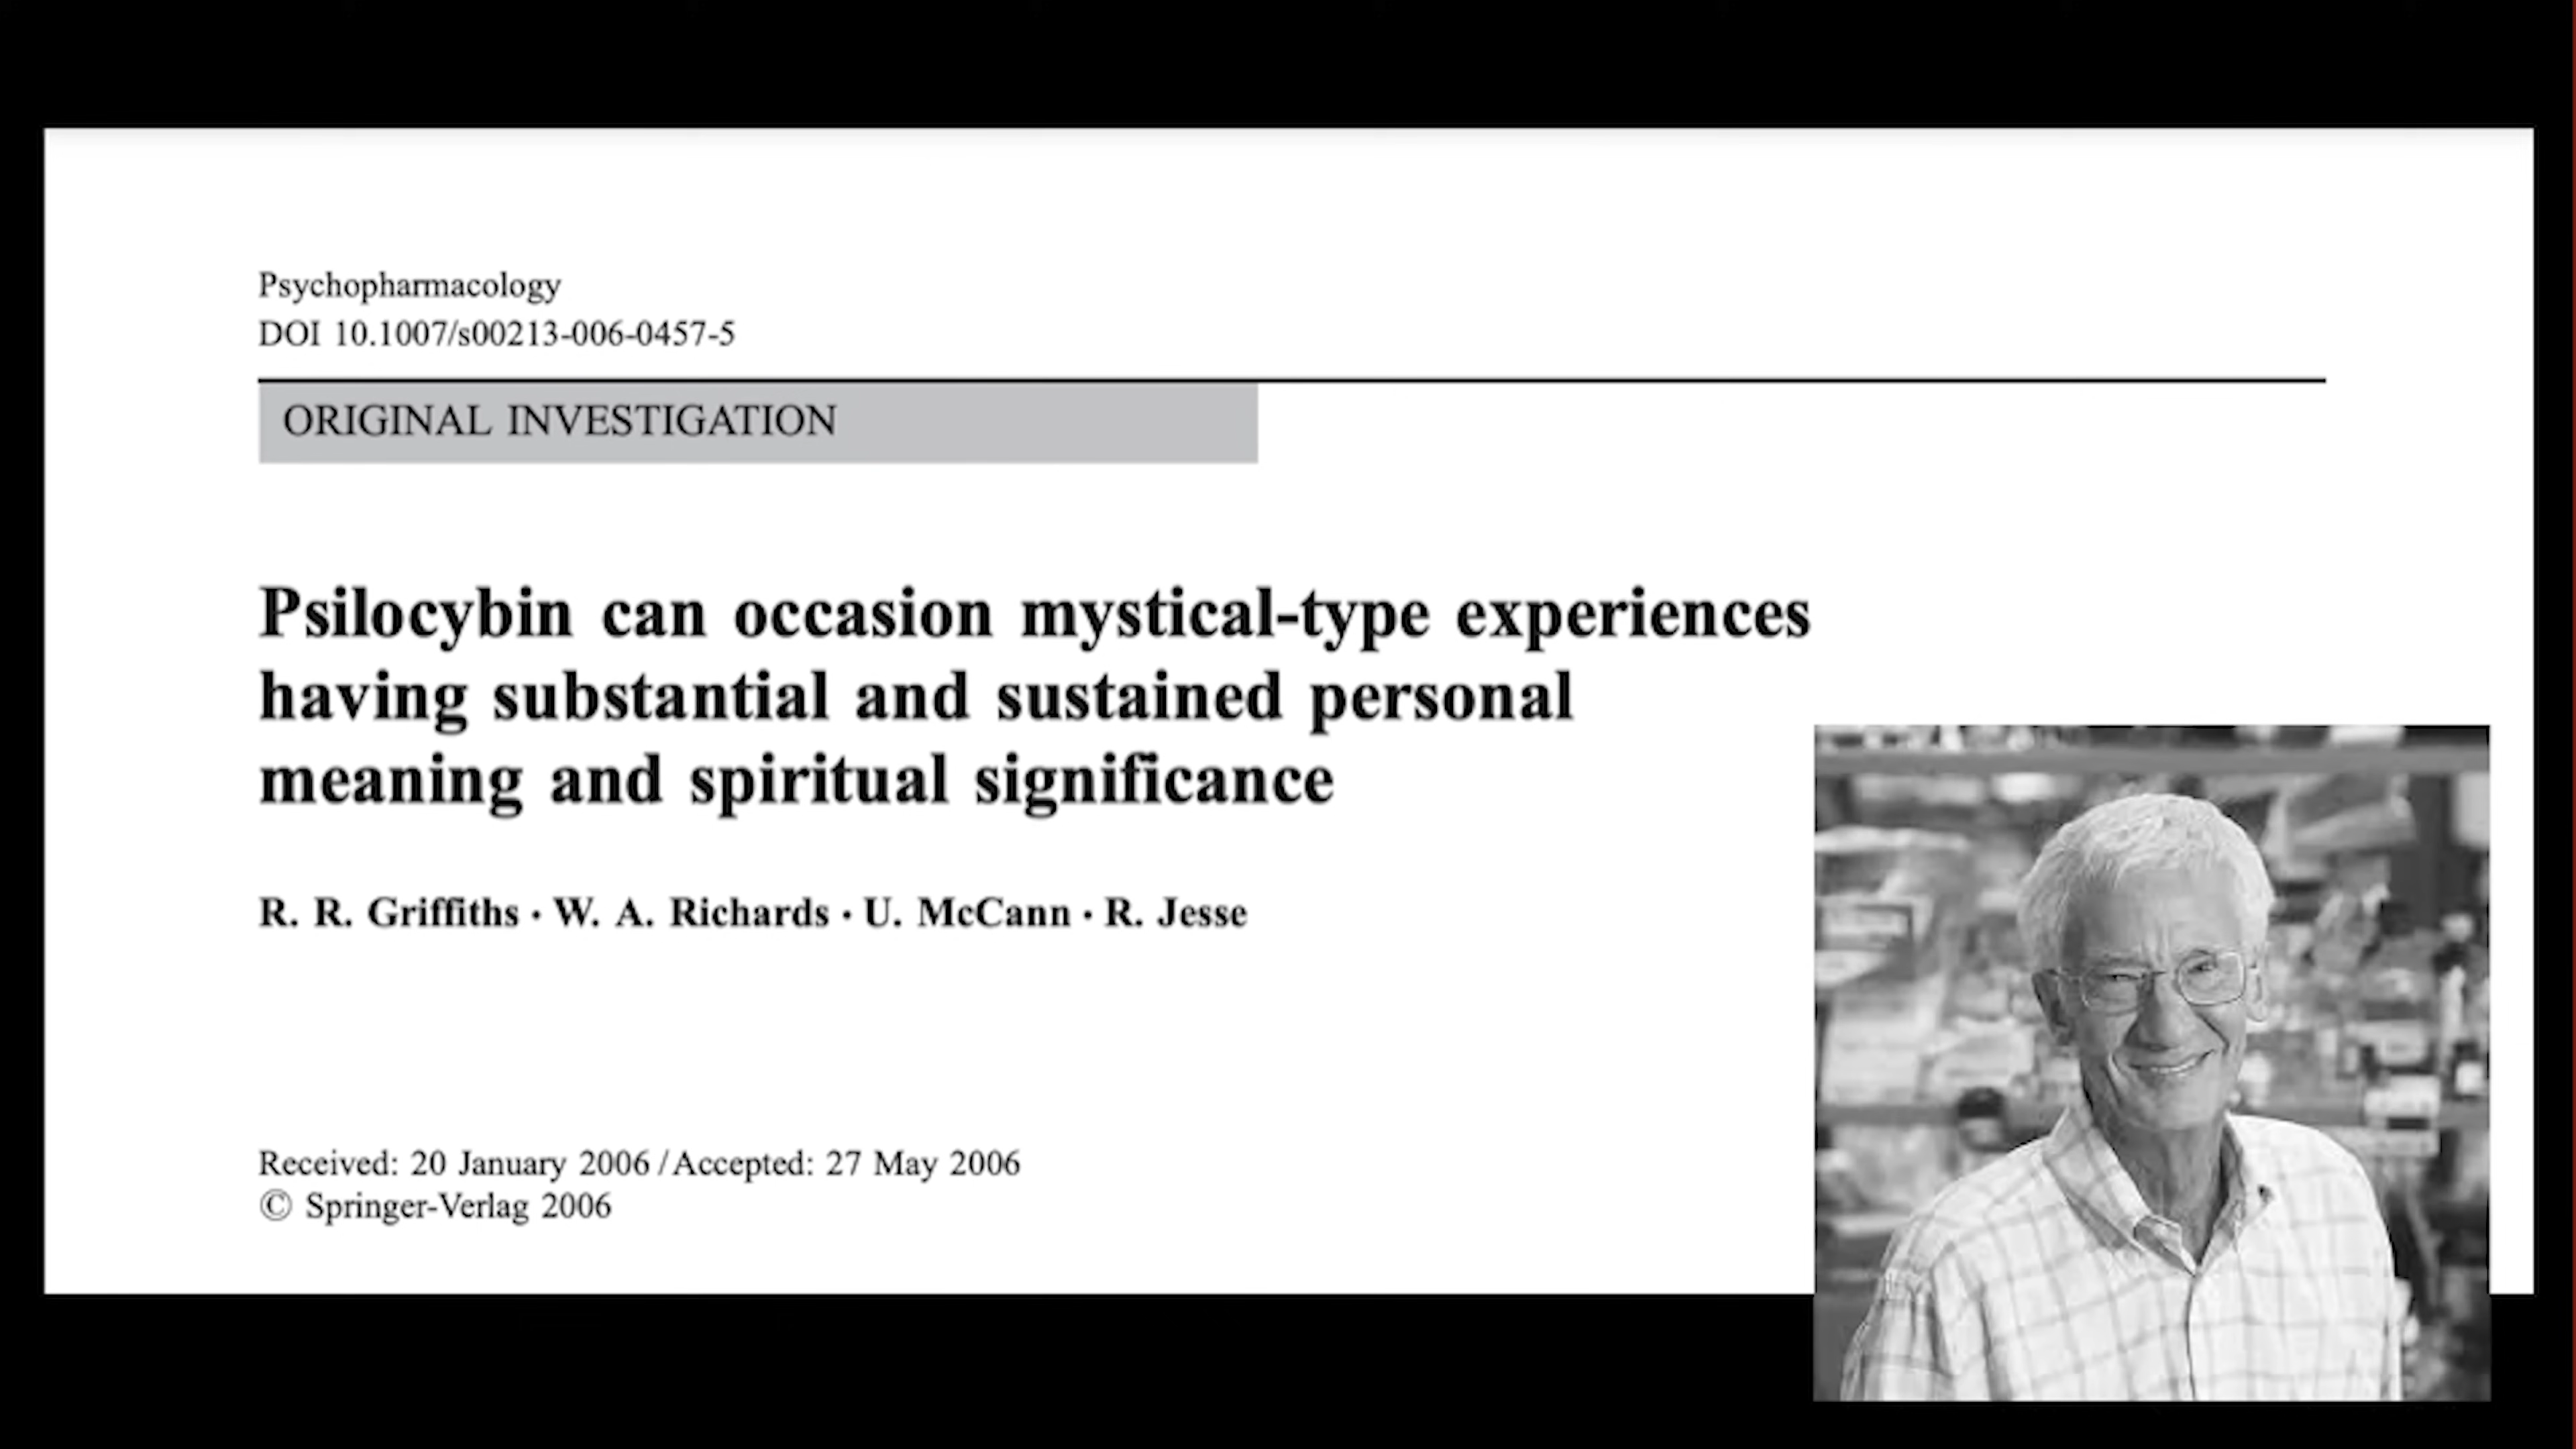 Psychopharmacology
DOI 10.1007/s00213-006-0457-5
ORIGINAL INVESTIGATION
Psilocybin can occasion mystical-type experiences
having substantial and sustained personal
meaning and spiritual significance
R. R. Griffiths · W. A. Richards · U. McCann · R. Jesse
Received: 20 January 2006 / Accepted: 27 May 2006
© Springer-Verlag 2006